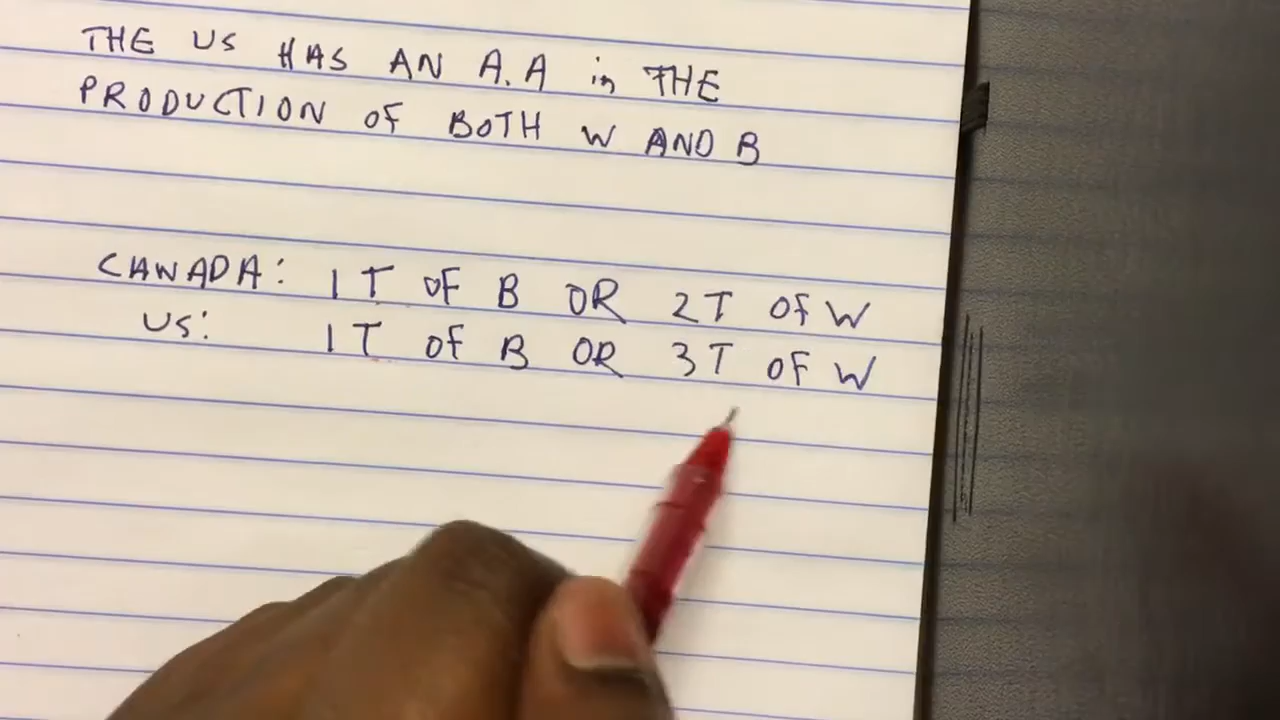 THE US HAS AN A.A in THE
PRODUCTION OF BOTH W AND B
CANADA: 1 T OF B OR 2T OF W
US: 1T OF B OR 3T OF W